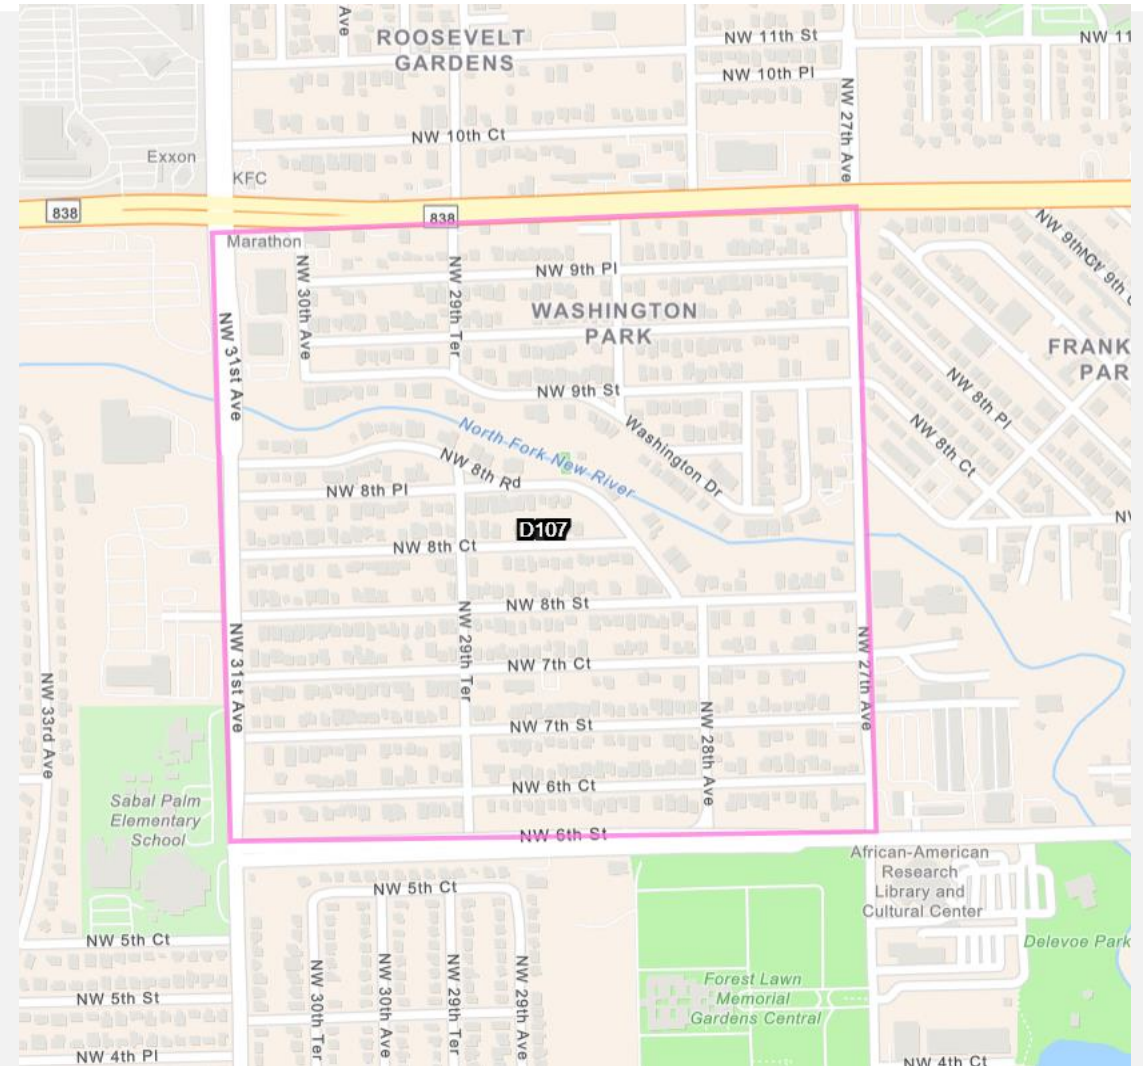 Ave
ROOSEVELT
GARDENS
NW 11th St
NW 11
NW 10th Pl
NW 27th Ave
NW 10th Ct
Exxon
KFC
838
838
Marathon
NW 9th Ct
NW 9th
NW 30th Ave
NW 29th Ter
NW 9th Pl
WASHINGTON
PARK
NW 31st Ave
FRANK
PAR
NW 9th St
NW 8th Pl
Washington Dr
North Fork New River
NW 8th Ct
NW 8th Rd
NW 8th Pl
D107
NW 8th Ct
NW 8th St
NW 31st Ave
NW 29th Ter
NW 27th Ave
NW 7th Ct
NW 33rd Ave
NW 28th Ave
NW 7th St
NW 6th Ct
Sabal Palm
Elementary
School
NW 6th St
African-American
Research
Library and
Cultural Center
NW 5th Ct
NW 5th Ct
Delevoe Park
NW 30th Ter
NW 30th Ave
NW 29th Ter
NW 29th Ave
Forest Lawn
Memorial
Gardens Central
NW 5th St
NW 4th Pl
NW 4th Ct